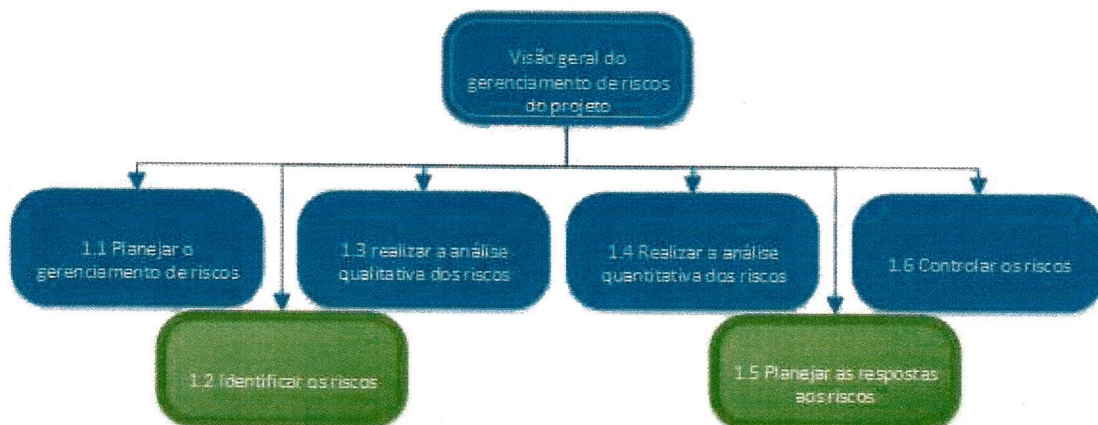 Visão geral do
gerenciamento de riscos
do projeto
1.1 Planejar o
gerenciamento de riscos
1.2 Identificar os riscos
1.3 realizar a análise
qualitativa dos riscos
1.4 Realizar a análise
quantitativa dos riscos
1.5 Planejar as respostas
aos riscos
1.6 Controlar os riscos